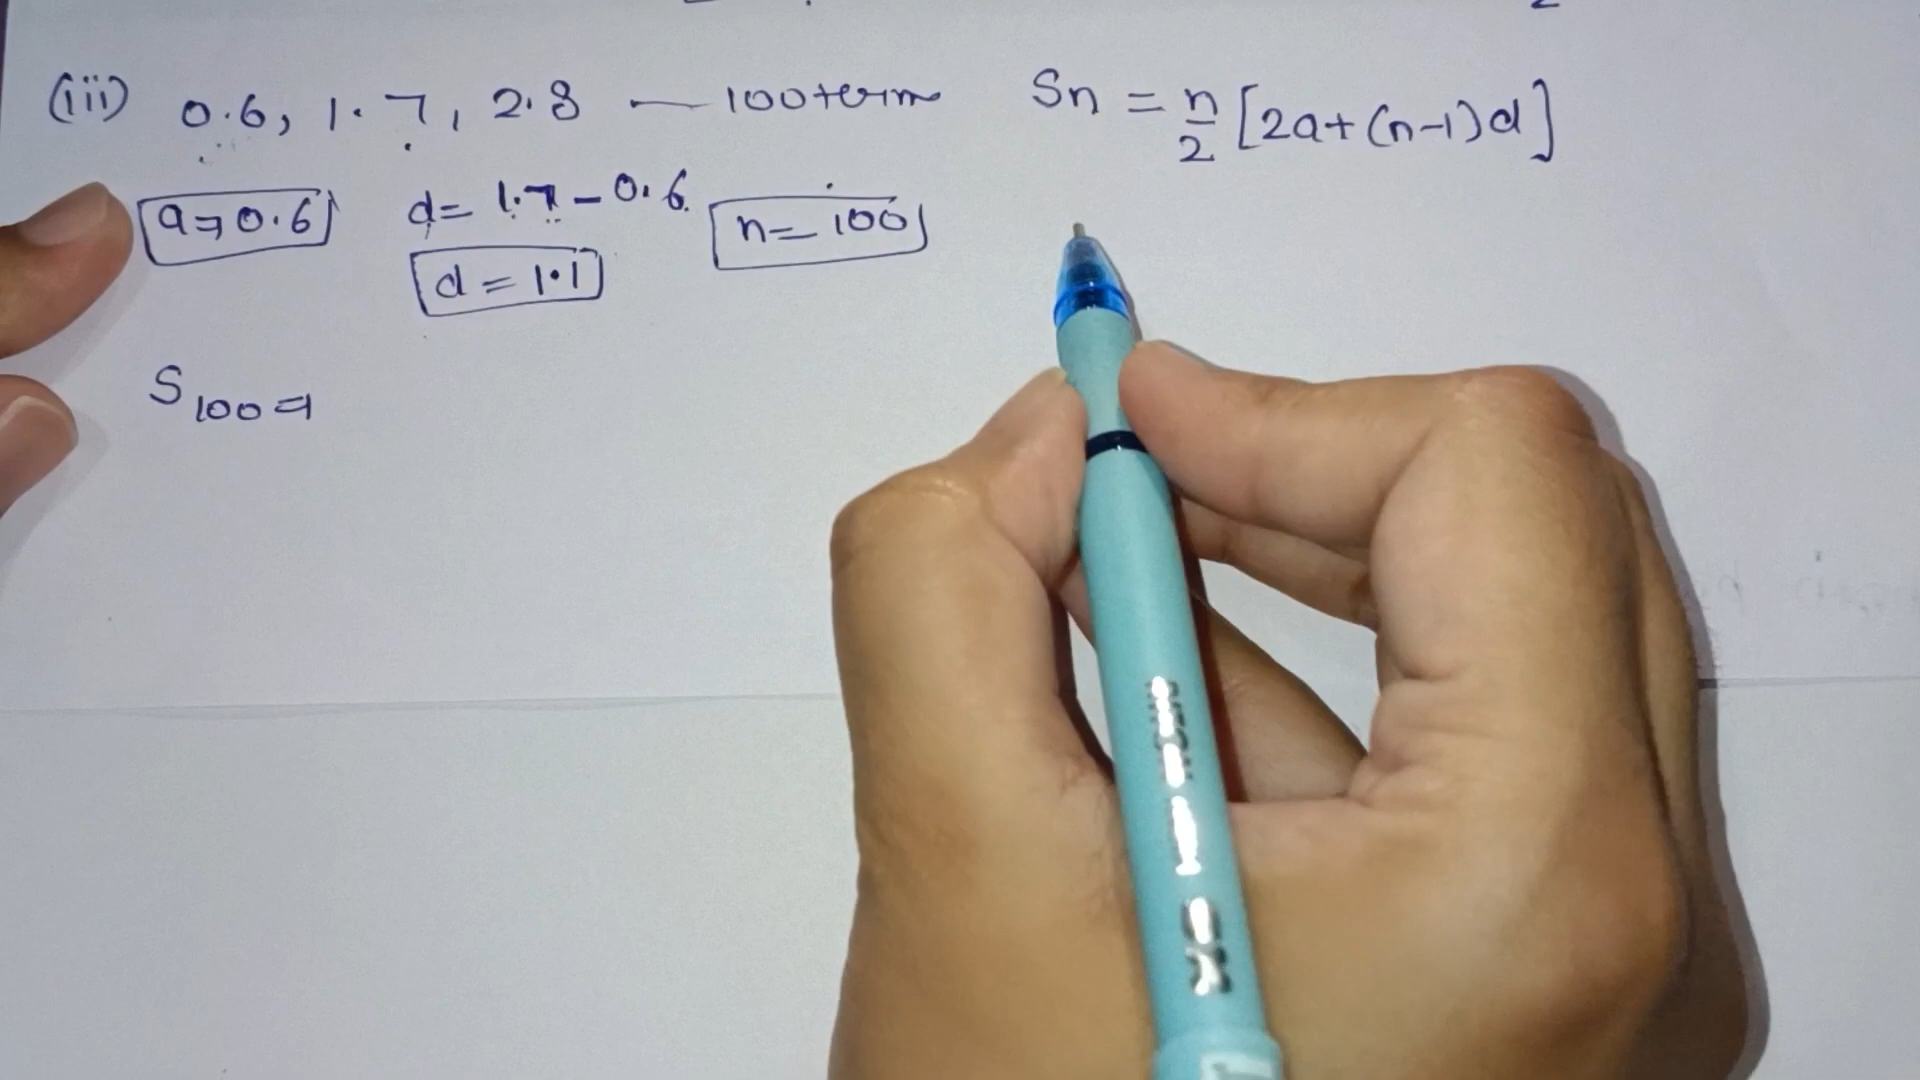 (iii) 0.6, 1.7, 2.8 — 100 term
Sn = n/2 [2a+(n-1)d]
a=0.6
d= 1.7-0.6
n= 100
d = 1.1
S100 =